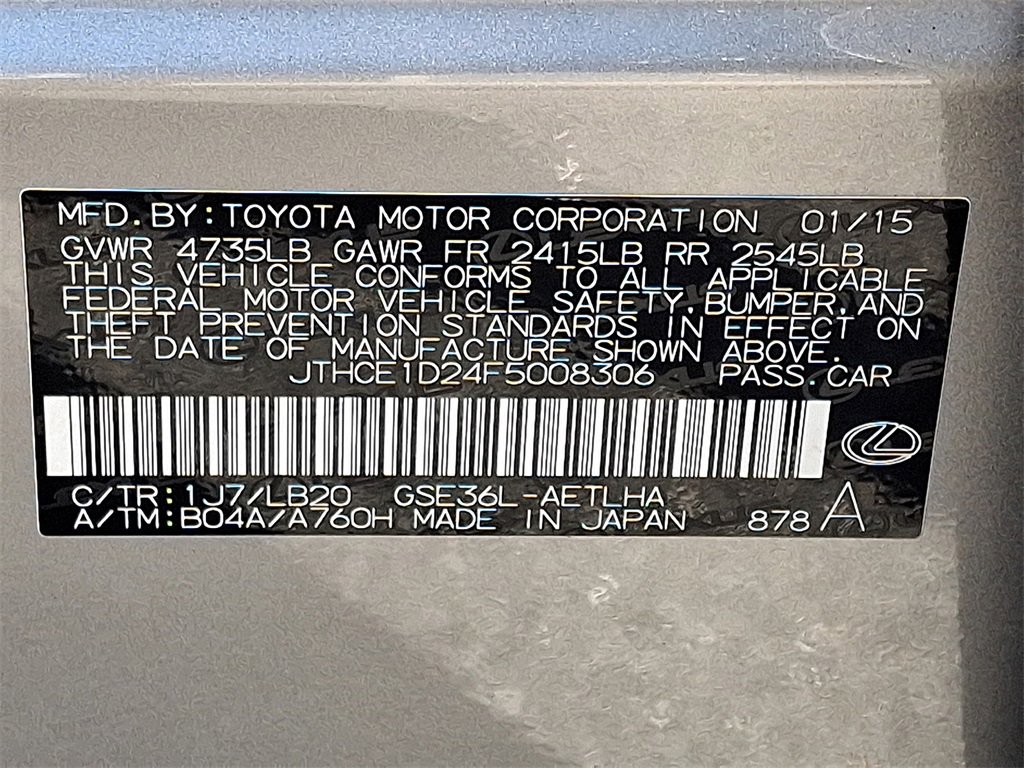 MFD.BY:TOYOTA MOTOR CORPORATION 01/15
GVWR 4735LB GAWR FR 2415LB RR 2545LB
THIS VEHICLE CONFORMS TO ALL APPLICABLE
FEDERAL MOTOR VEHICLE SAFETY,BUMPER,AND
THEFT PREVENTION STANDARDS IN EFFECT ON
THE DATE OF MANUFACTURE SHOWN ABOVE.
JTHCE1D24F5008306 PASS.CAR
C/TR:1J7/LB20 GSE36L-AETLHA
A/TM:B04A/A760H MADE IN JAPAN 878 A